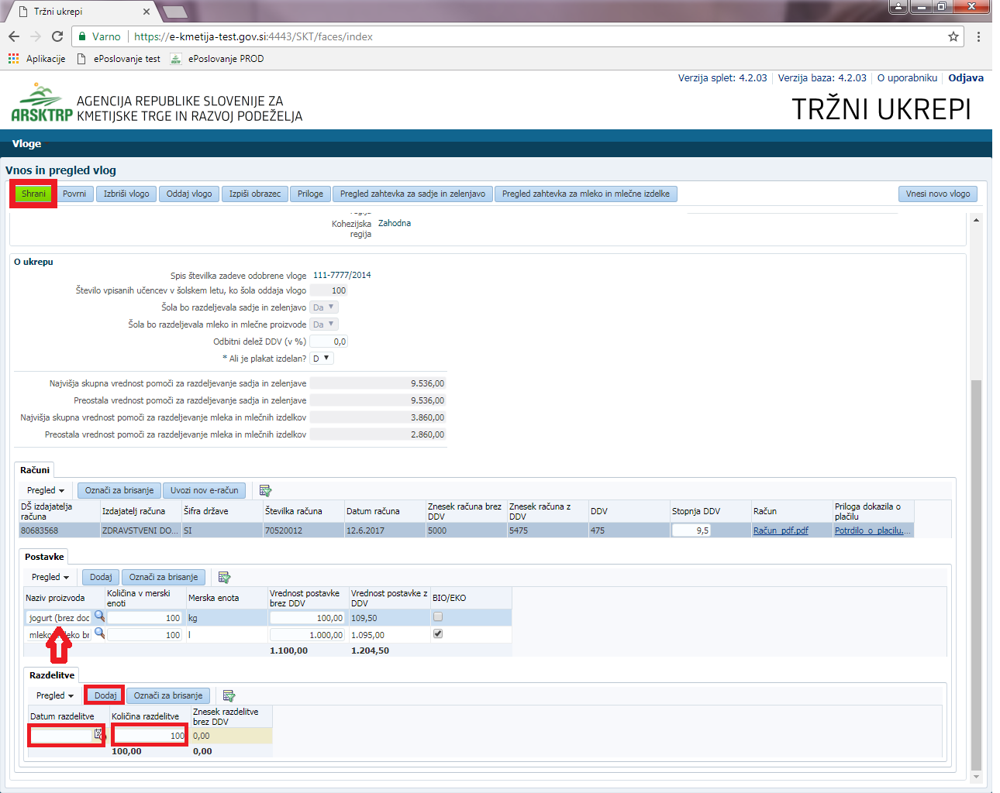 Tržni ukrepi
Varno https://e-kmetija-test.gov.si:4443/SKT/faces/index
Aplikacije ePoslovanje test ePoslovanje PROD
Verzija splet: 4.2.03 Verzija baza: 4.2.03 O uporabniku Odjava
ARSKTRP
AGENCIJA REPUBLIKE SLOVENIJE ZA
KMETIJSKE TRGE IN RAZVOJ PODEŽELJA
TRŽNI UKREPI
Vloge
Vnos in pregled vlog
Shrani Povrni Izbriši vlogo Oddaj vlogo Izpiši obrazec Priloge Pregled zahtevka za sadje in zelenjavo Pregled zahtevka za mleko in mlečne izdelke Vnesi novo vlogo
regija
Kohezijska regija Zahodna
O ukrepu
Spis številka zadeve odobrene vloge 111-7777/2014
Število vpisanih učencev v šolskem letu, ko šola oddaja vlogo 100
Šola bo razdeljevala sadje in zelenjavo Da
Šola bo razdeljevala mleko in mlečne proizvode Da
Odbitni delež DDV (v %) 0,0
* Ali je plakat izdelan? D
Najvišja skupna vrednost pomoči za razdeljevanje sadja in zelenjave 9.536,00
Preostala vrednost pomoči za razdeljevanje sadja in zelenjave 9.536,00
Najvišja skupna vrednost pomoči za razdeljevanje mleka in mlečnih izdelkov 3.860,00
Preostala vrednost pomoči za razdeljevanje mleka in mlečnih izdelkov 2.860,00
Računi
Pregled Označi za brisanje Uvozi nov e-račun
DŠ izdajatelja računa Izdajatelj računa Šifra države Številka računa Datum računa Znesek računa brez DDV Znesek računa z DDV DDV Stopnja DDV Račun Priloga dokazila o plačilu
80683568 ZDRAVSTVENI DO... SI 70520012 12.6.2017 5000 5475 475 9,5 Račun_pdf.pdf Potrdilo_o_placilu....
Postavke
Pregled Dodaj Označi za brisanje
Naziv proizvoda Količina v merski enoti Merska enota Vrednost postavke brez DDV Vrednost postavke z DDV BIO/EKO
jogurt (brez doc 100 kg 100,00 109,50
100 l 1.000,00 1.095,00
1.100,00 1.204,50
Razdelitve
Pregled Dodaj Označi za brisanje
Datum razdelitve Količina razdelitve Znesek razdelitve brez DDV
100 0,00
100,00 0,00